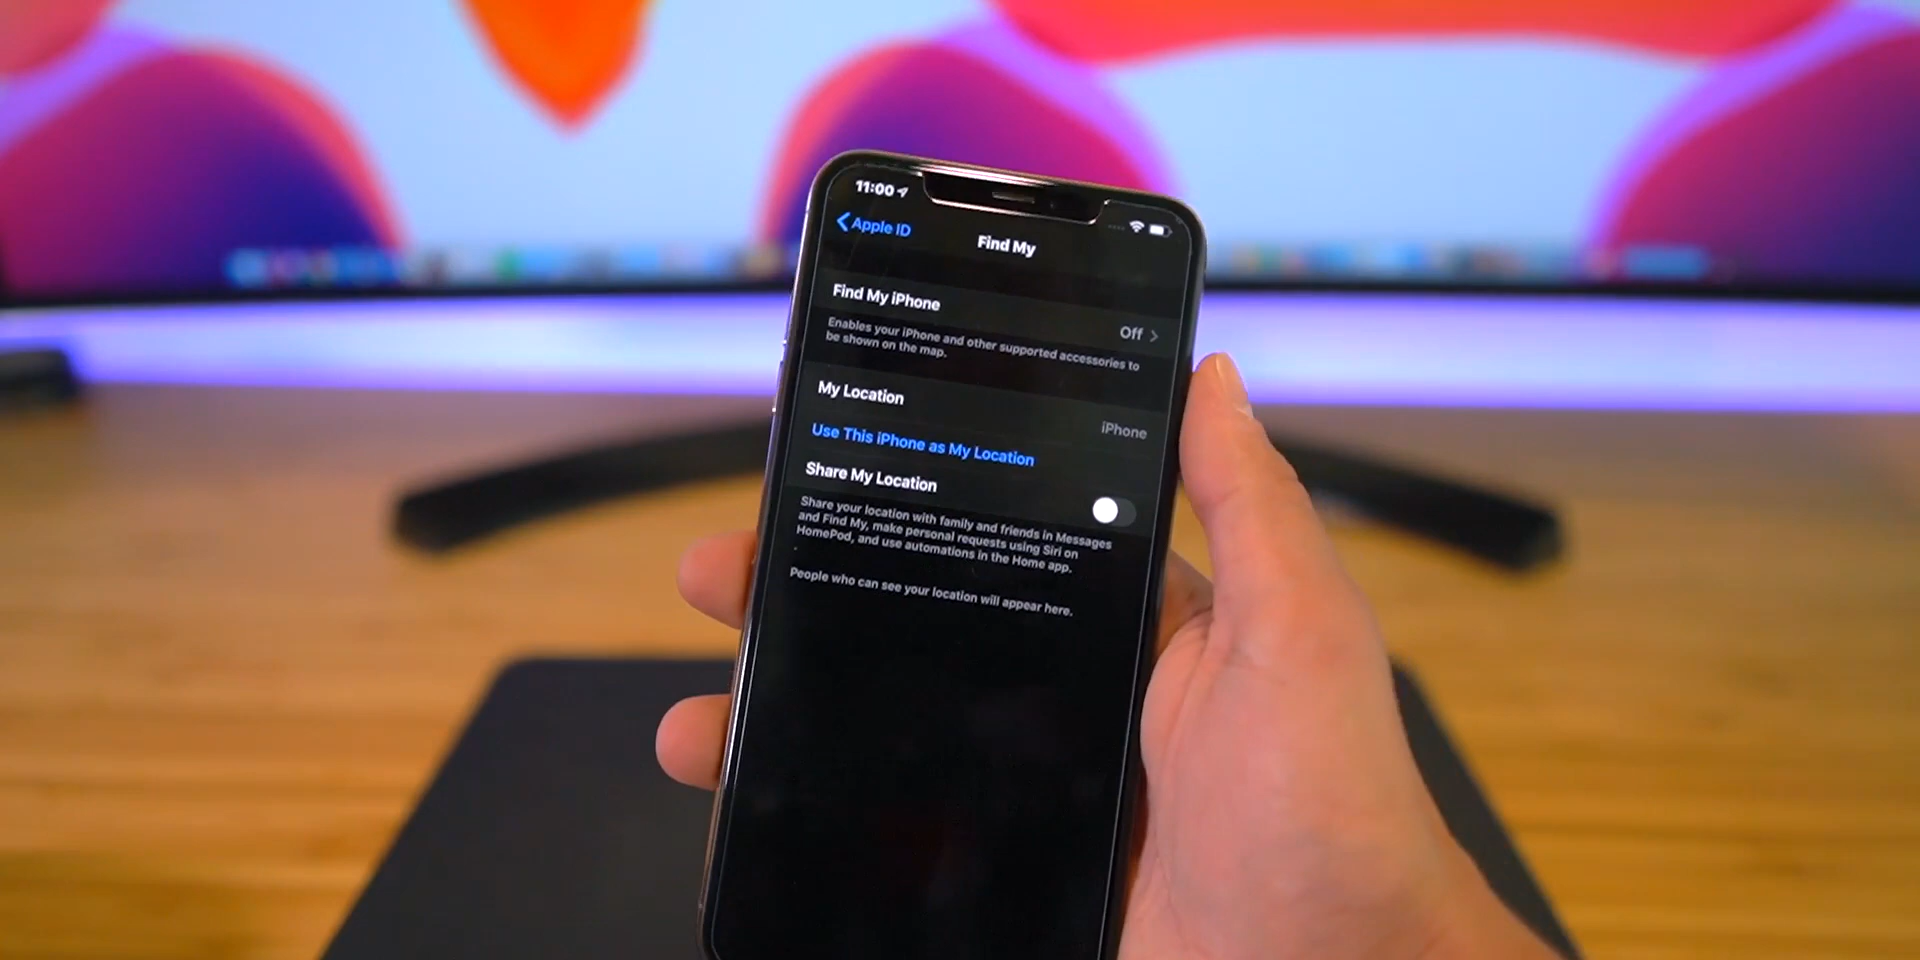 11:00
Apple ID
Find My
Find My iPhone
Off
Enables your iPhone and other supported accessories to
be shown on the map.
My Location
iPhone
Use This iPhone as My Location
Share My Location
Share your location with family and friends in Messages
and Find My, make personal requests using Siri on
HomePod, and use automations in the Home app.
People who can see your location will appear here.